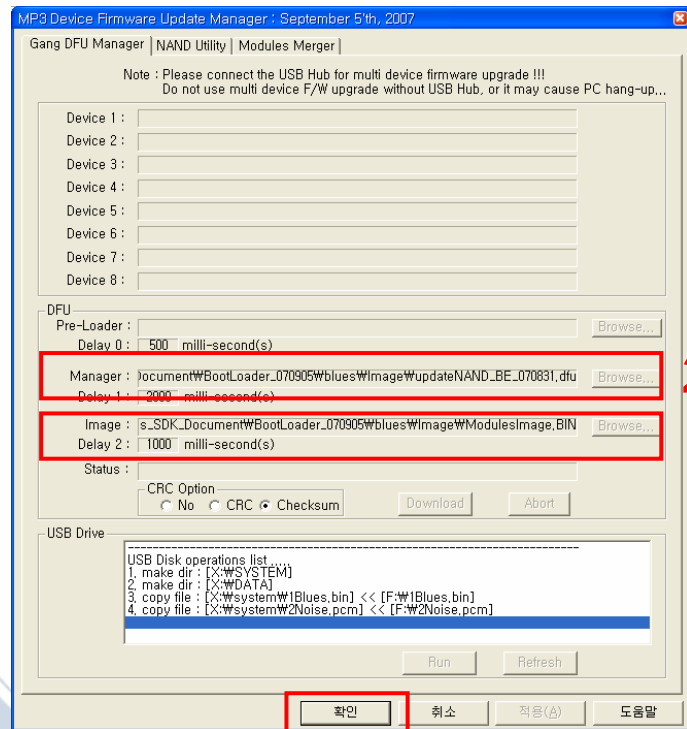 MP3 Device Firmware Update Manager : September 5'th, 2007
Gang DFU Manager | NAND Utility | Modules Merger
Note : Please connect the USB Hub for multi device firmware upgrade !!!
Do not use multi device F/W upgrade without USB Hub, or it may cause PC hang-up,,,
Device 1 :
Device 2 :
Device 3 :
Device 4 :
Device 5 :
Device 6 :
Device 7 :
Device 8 :
DFU
Pre-Loader : Browse,,,
Delay 0 : 500 milli-second(s)
Manager : Document₩BootLoader_070905₩blues₩Image₩updateNAND_BE_070831,dfu Browse,,,
Delay 1 : 2000 milli-second(s)
Image : s_SDK_Document₩BootLoader_070905₩blues₩Image₩ModulesImage,BIN Browse,,,
Delay 2 : 1000 milli-second(s)
Status :
CRC Option
No CRC Checksum Download Abort
USB Drive
USB Disk operations list ,,,,,
1, make dir : [X:₩SYSTEM]
2, make dir : [X:₩DATA]
3, copy file : [X:₩system₩1Blues,bin] << [F:₩1Blues,bin]
4, copy file : [X:₩system₩2Noise,pcm] << [F:₩2Noise,pcm]
Run Refresh
확인 취소 적용(A) 도움말